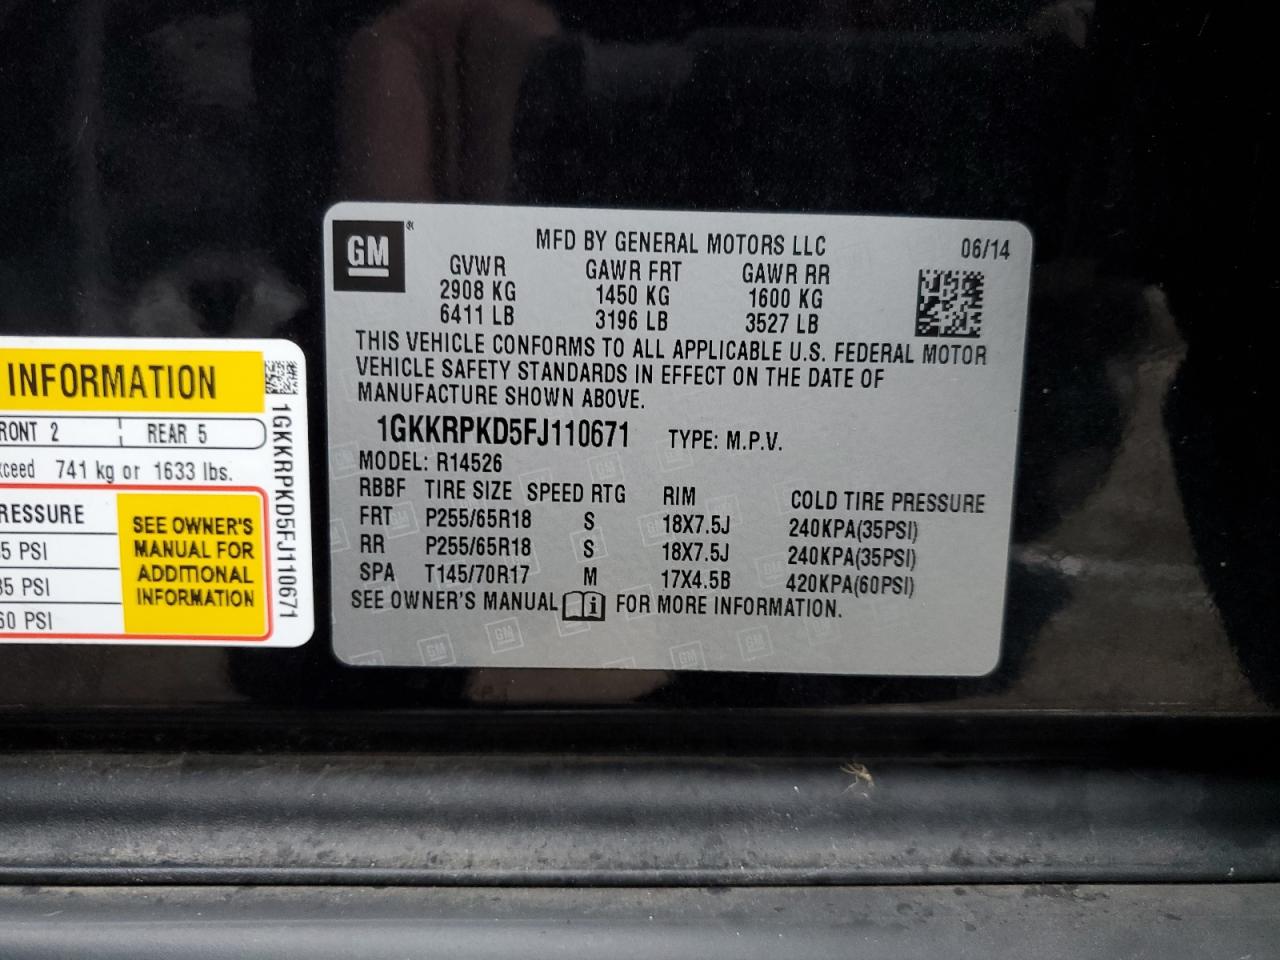 GM
®
MFD BY GENERAL MOTORS LLC
06/14
GVWR GAWR FRT GAWR RR
2908 KG 1450 KG 1600 KG
6411 LB 3196 LB 3527 LB
THIS VEHICLE CONFORMS TO ALL APPLICABLE U.S. FEDERAL MOTOR
VEHICLE SAFETY STANDARDS IN EFFECT ON THE DATE OF
MANUFACTURE SHOWN ABOVE.
1GKKRPKD5FJ110671 TYPE: M.P.V.
MODEL: R14526
RBBF TIRE SIZE SPEED RTG RIM COLD TIRE PRESSURE
FRT P255/65R18 S 18X7.5J 240KPA(35PSI)
RR P255/65R18 S 18X7.5J 240KPA(35PSI)
SPA T145/70R17 M 17X4.5B 420KPA(60PSI)
SEE OWNER'S MANUAL i FOR MORE INFORMATION.
GM GM GM GM
INFORMATION
RONT 2 REAR 5
xceed 741 kg or 1633 lbs.
RESSURE
5 PSI
35 PSI
60 PSI
SEE OWNER'S
MANUAL FOR
ADDITIONAL
INFORMATION
1GKKRPKD5FJ110671